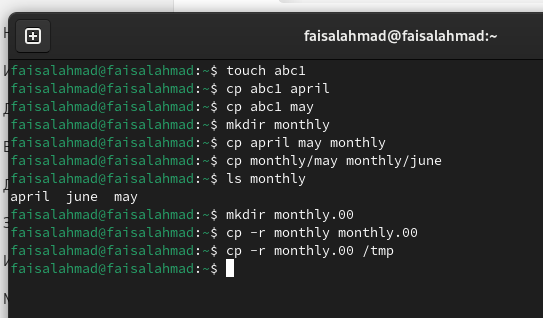 faisalahmad@faisalahmad:~
faisalahmad@faisalahmad:~$ touch abc1
faisalahmad@faisalahmad:~$ cp abc1 april
faisalahmad@faisalahmad:~$ cp abc1 may
faisalahmad@faisalahmad:~$ mkdir monthly
faisalahmad@faisalahmad:~$ cp april may monthly
faisalahmad@faisalahmad:~$ cp monthly/may monthly/june
faisalahmad@faisalahmad:~$ ls monthly
april  june  may
faisalahmad@faisalahmad:~$ mkdir monthly.00
faisalahmad@faisalahmad:~$ cp -r monthly monthly.00
faisalahmad@faisalahmad:~$ cp -r monthly.00 /tmp
faisalahmad@faisalahmad:~$